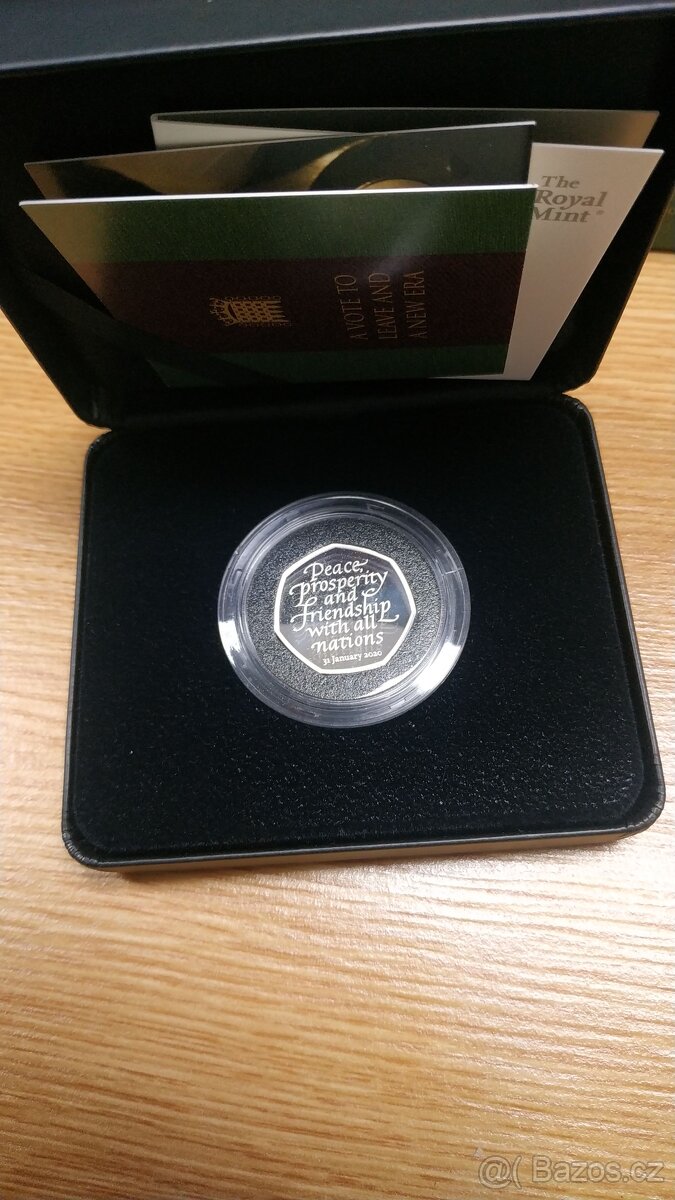 The
Royal
Mint®
A VOTE TO
LEAVE AND
A NEW ERA
Peace,
prosperity
and
friendship
with all
nations
31 January 2020
@( Bazos.cz